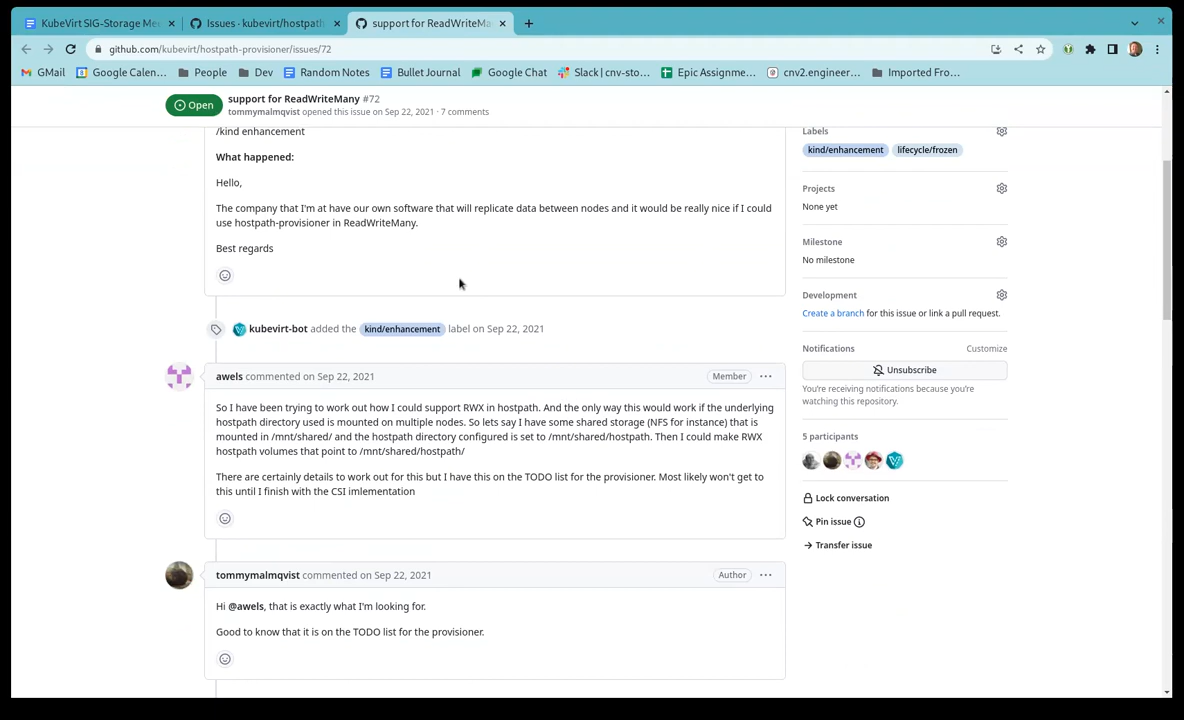 KubeVirt SIG-Storage Me
Issues · kubevirt/hostpath
support for ReadWriteMa
github.com/kubevirt/hostpath-provisioner/issues/72
GMail
Google Calen...
People
Dev
Random Notes
Bullet Journal
Google Chat
Slack | cnv-sto...
Epic Assignme...
cnv2.engineer...
Imported Fro...
Open
support for ReadWriteMany #72
tommymalmqvist opened this issue on Sep 22, 2021 · 7 comments
/kind enhancement
What happened:
Hello,
The company that I'm at have our own software that will replicate data between nodes and it would be really nice if I could
use hostpath-provisioner in ReadWriteMany.
Best regards
kubevirt-bot added the kind/enhancement label on Sep 22, 2021
awels commented on Sep 22, 2021
Member
So I have been trying to work out how I could support RWX in hostpath. And the only way this would work if the underlying
hostpath directory used is mounted on multiple nodes. So lets say I have some shared storage (NFS for instance) that is
mounted in /mnt/shared/ and the hostpath directory configured is set to /mnt/shared/hostpath. Then I could make RWX
hostpath volumes that point to /mnt/shared/hostpath/
There are certainly details to work out for this but I have this on the TODO list for the provisioner. Most likely won't get to
this until I finish with the CSI imlementation
tommymalmqvist commented on Sep 22, 2021
Author
Hi @awels, that is exactly what I'm looking for.
Good to know that it is on the TODO list for the provisioner.
Labels
kind/enhancement
lifecycle/frozen
Projects
None yet
Milestone
No milestone
Development
Create a branch for this issue or link a pull request.
Notifications
Customize
Unsubscribe
You're receiving notifications because you're
watching this repository.
5 participants
Lock conversation
Pin issue
Transfer issue